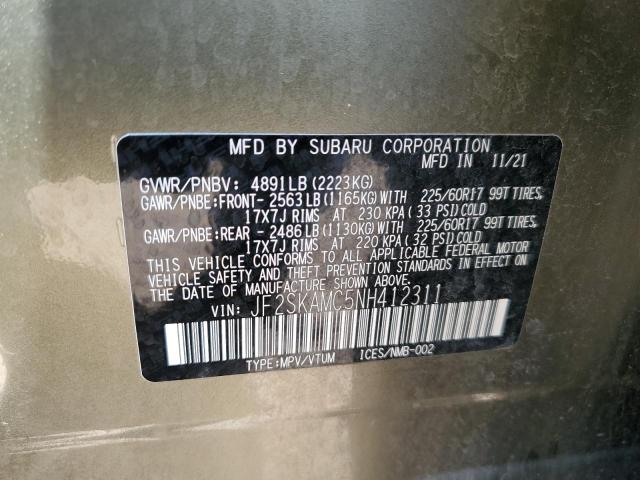 MFD BY SUBARU CORPORATION
MFD IN 11/21
GVWR/PNBV: 4891LB (2223KG)
GAWR/PNBE:FRONT- 2563LB (1165KG)WITH 225/60R17 99T TIRES,
17X7J RIMS AT 230 KPA (33 PSI)COLD
GAWR/PNBE:REAR - 2486LB (1130KG)WITH 225/60R17 99T TIRES,
17X7J RIMS AT 220 KPA (32 PSI)COLD
THIS VEHICLE CONFORMS TO ALL APPLICABLE FEDERAL MOTOR
VEHICLE SAFETY AND THEFT PREVENTION STANDARDS IN EFFECT ON
THE DATE OF MANUFACTURE SHOWN ABOVE.
VIN: JF2SKAMC5NH412311
TYPE:MPV/VTUM ICES/NMB-002